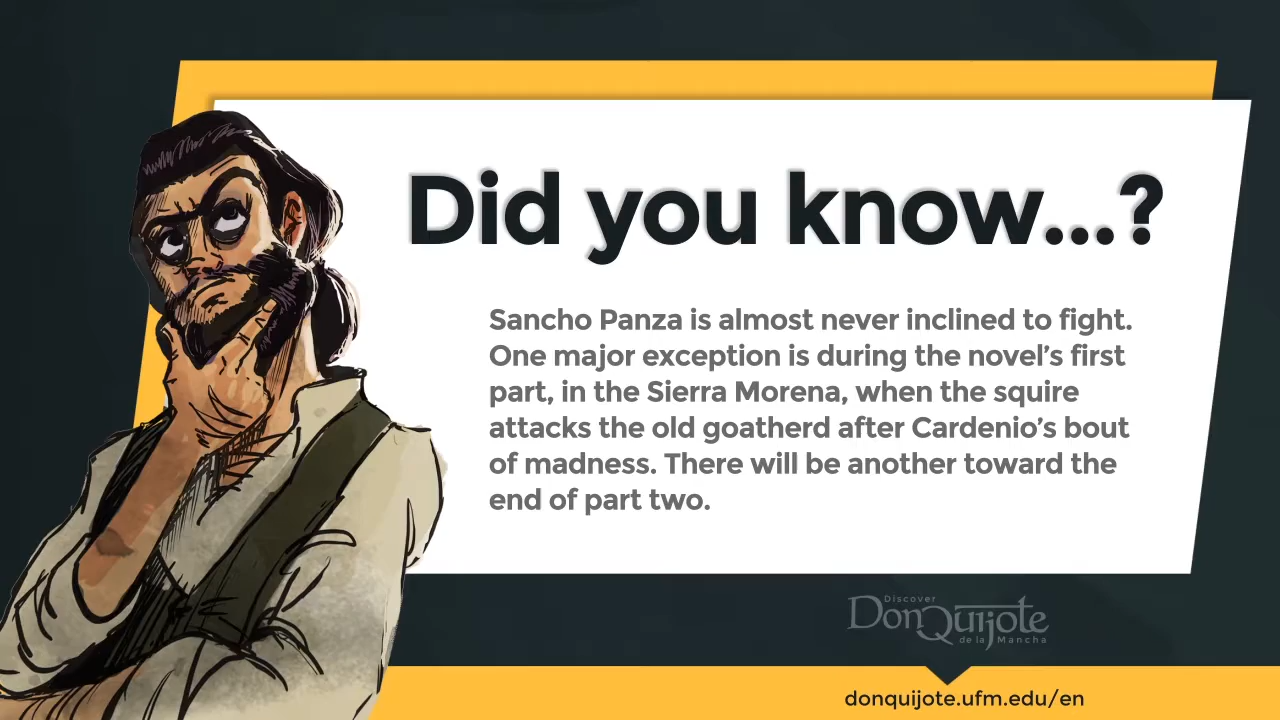 Did you know...?
Sancho Panza is almost never inclined to fight.
One major exception is during the novel's first
part, in the Sierra Morena, when the squire
attacks the old goatherd after Cardenio's bout
of madness. There will be another toward the
end of part two.
Discover
Don Quijote
de la Mancha
donquijote.ufm.edu/en